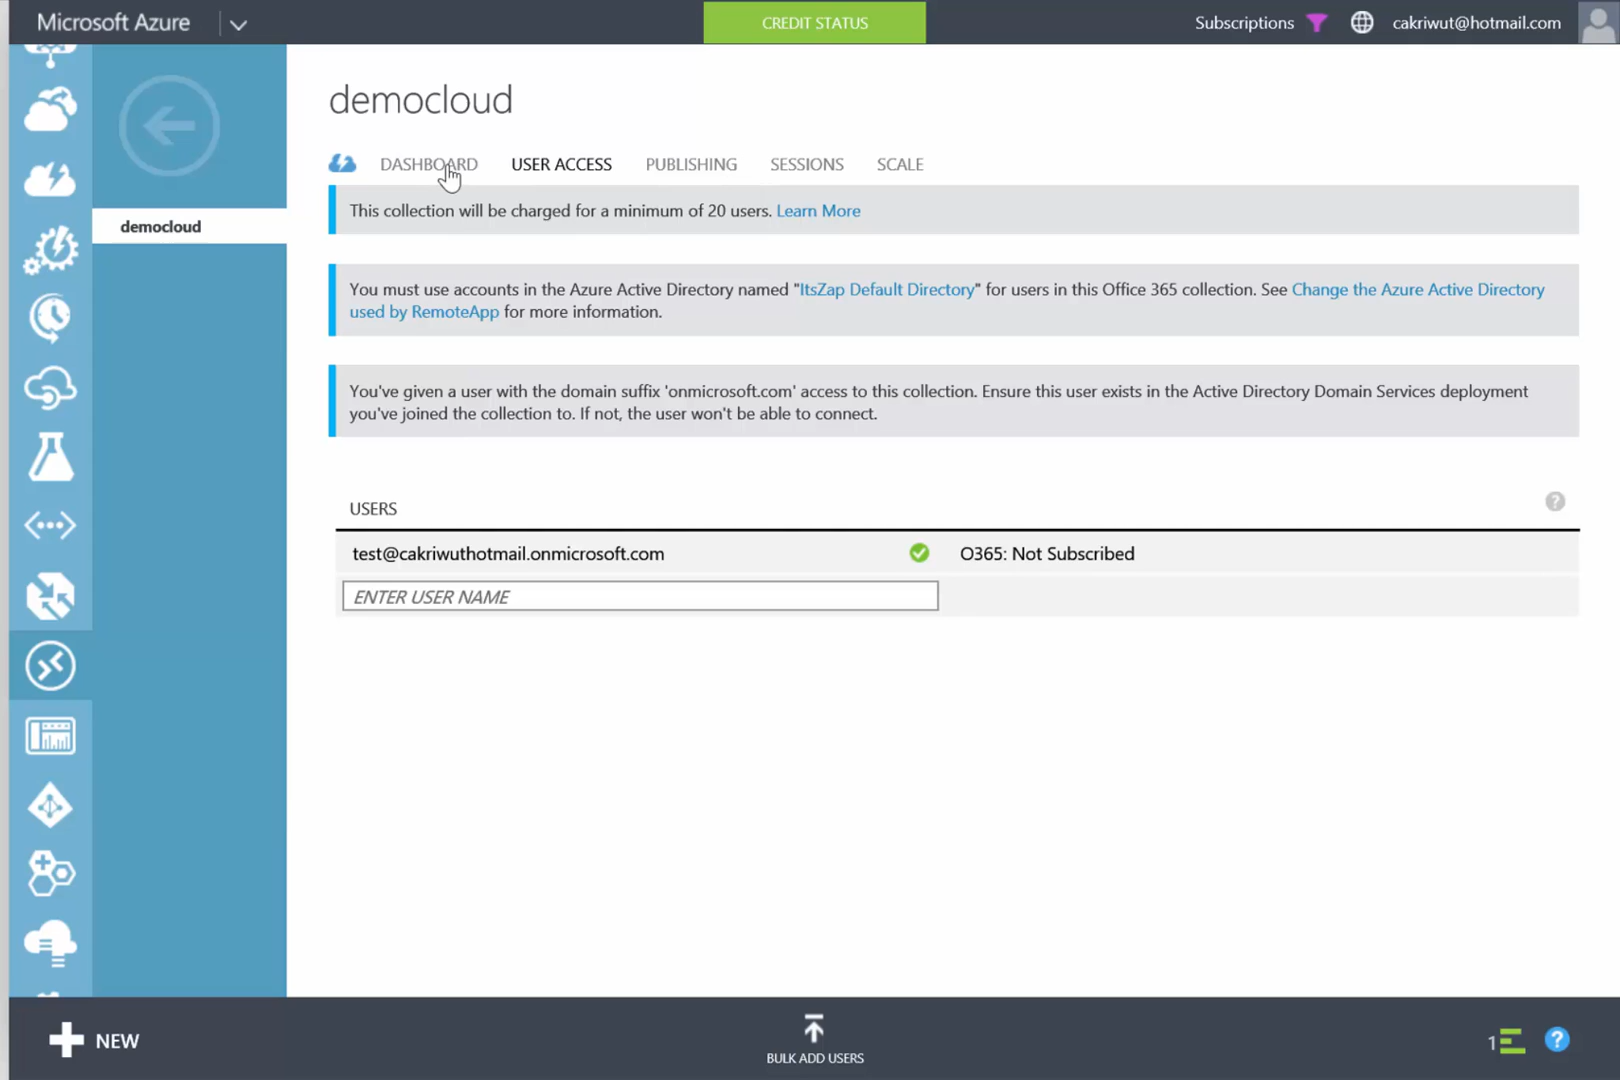 Microsoft Azure
CREDIT STATUS
Subscriptions
cakriwut@hotmail.com
democloud
democloud
DASHBOARD
USER ACCESS
PUBLISHING
SESSIONS
SCALE
This collection will be charged for a minimum of 20 users. Learn More
You must use accounts in the Azure Active Directory named "ItsZap Default Directory" for users in this Office 365 collection. See Change the Azure Active Directory
used by RemoteApp for more information.
You've given a user with the domain suffix 'onmicrosoft.com' access to this collection. Ensure this user exists in the Active Directory Domain Services deployment
you've joined the collection to. If not, the user won't be able to connect.
USERS
?
test@cakriwuthotmail.onmicrosoft.com
O365: Not Subscribed
ENTER USER NAME
NEW
BULK ADD USERS
1
?